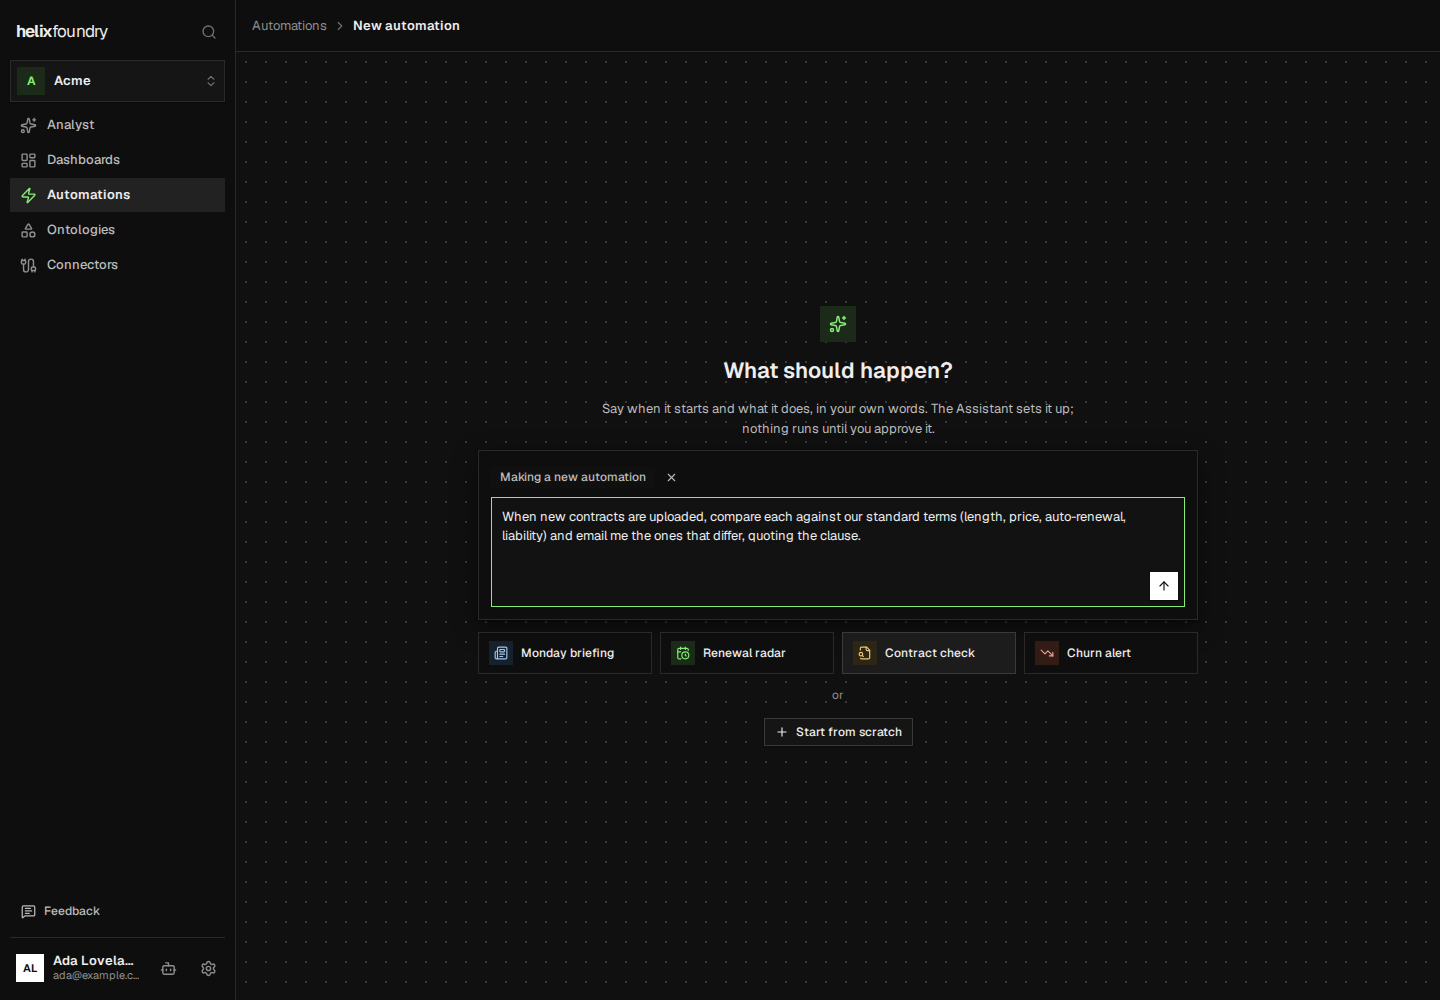 helixfoundry
Automations > New automation
A Acme
Analyst
Dashboards
Automations
Ontologies
Connectors
What should happen?
Say when it starts and what it does, in your own words. The Assistant sets it up;
nothing runs until you approve it.
Making a new automation
When new contracts are uploaded, compare each against our standard terms (length, price, auto-renewal,
liability) and email me the ones that differ, quoting the clause.
Monday briefing
Renewal radar
Contract check
Churn alert
or
Start from scratch
Feedback
AL
Ada Lovela...
ada@example.c...